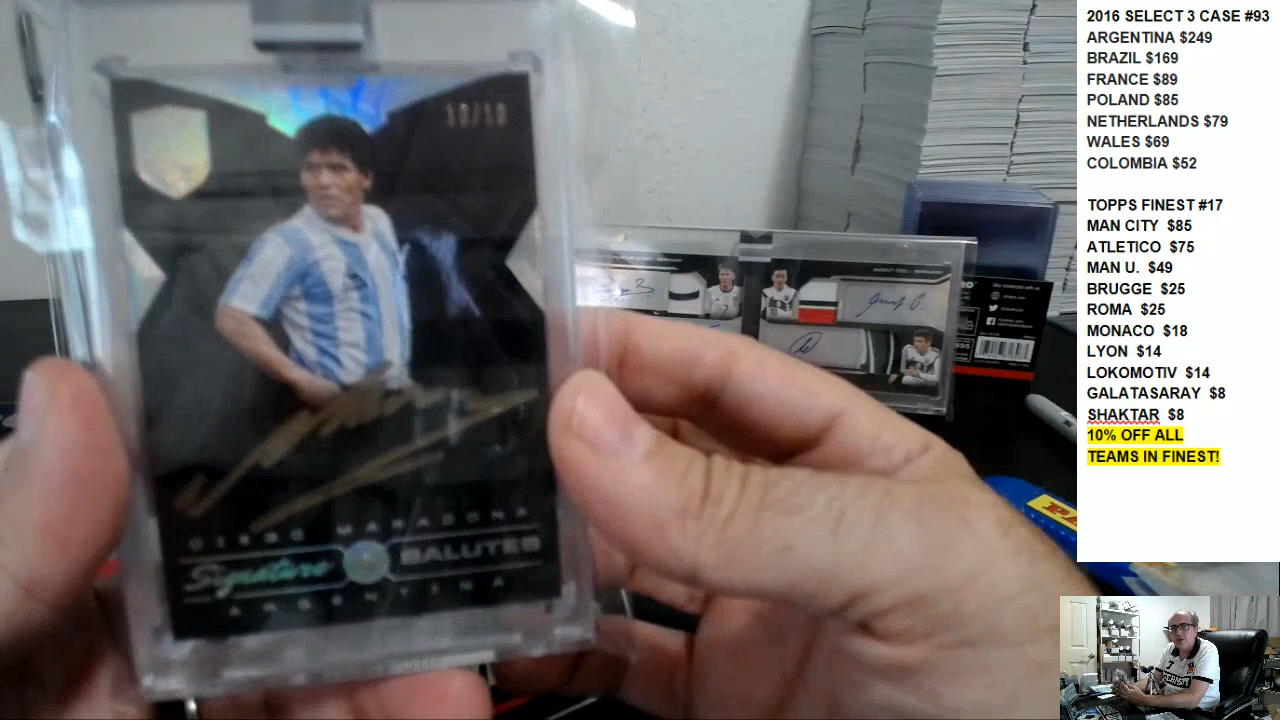 10/10
DIEGO MARADONA
Signature SALUTES
ARGENTINA
2016 SELECT 3 CASE #93
ARGENTINA $249
BRAZIL $169
FRANCE $89
POLAND $85
NETHERLANDS $79
WALES $69
COLOMBIA $52
TOPPS FINEST #17
MAN CITY $85
ATLETICO $75
MAN U. $49
BRUGGE $25
ROMA $25
MONACO $18
LYON $14
LOKOMOTIV $14
GALATASARAY $8
SHAKTAR $8
10% OFF ALL
TEAMS IN FINEST!